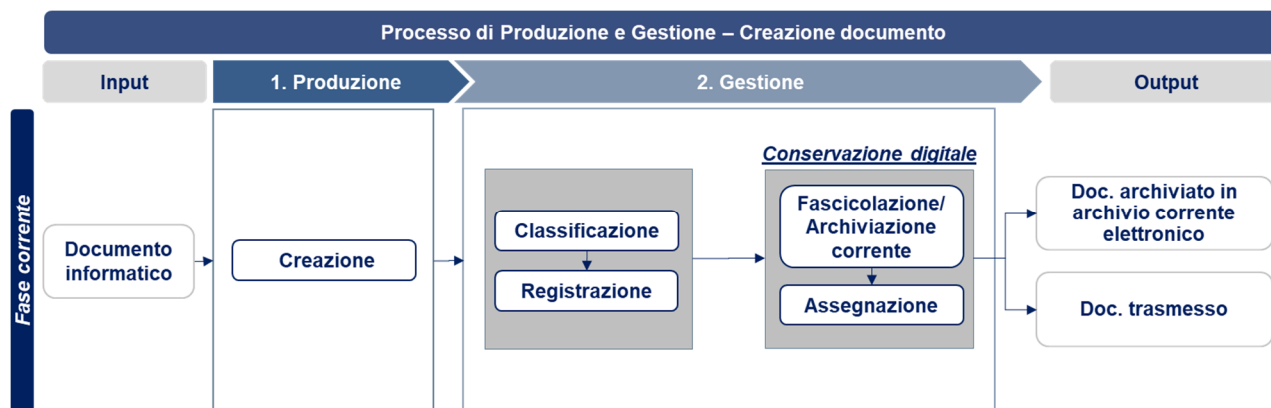 Processo di Produzione e Gestione – Creazione documento
Input
1. Produzione
2. Gestione
Output
Fase corrente
Documento
informatico
Creazione
Classificazione
Registrazione
Conservazione digitale
Fascicolazione/
Archiviazione
corrente
Assegnazione
Doc. archiviato in
archivio corrente
elettronico
Doc. trasmesso